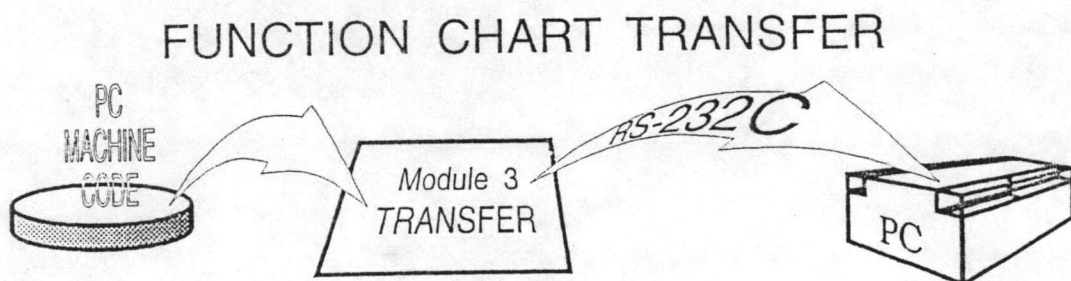 FUNCTION CHART TRANSFER
PC
MACHINE
CODE
Module 3
TRANSFER
RS-232C
PC